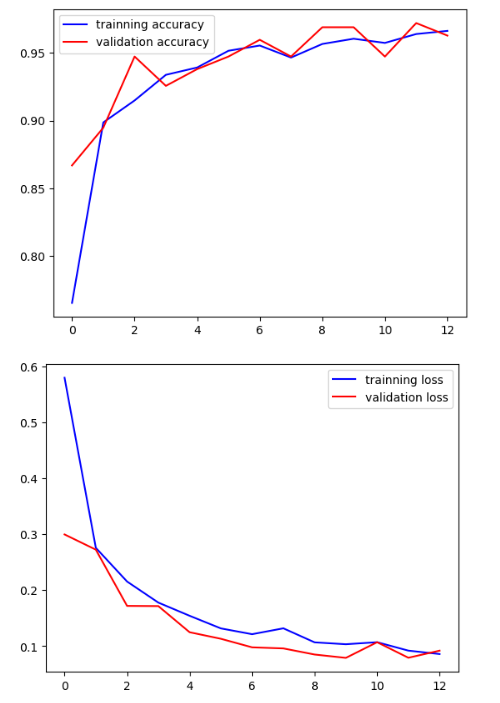 trainning accuracy
validation accuracy
0.95
0.90
0.85
0.80
0 2 4 6 8 10 12
trainning loss
validation loss
0.6
0.5
0.4
0.3
0.2
0.1
0 2 4 6 8 10 12